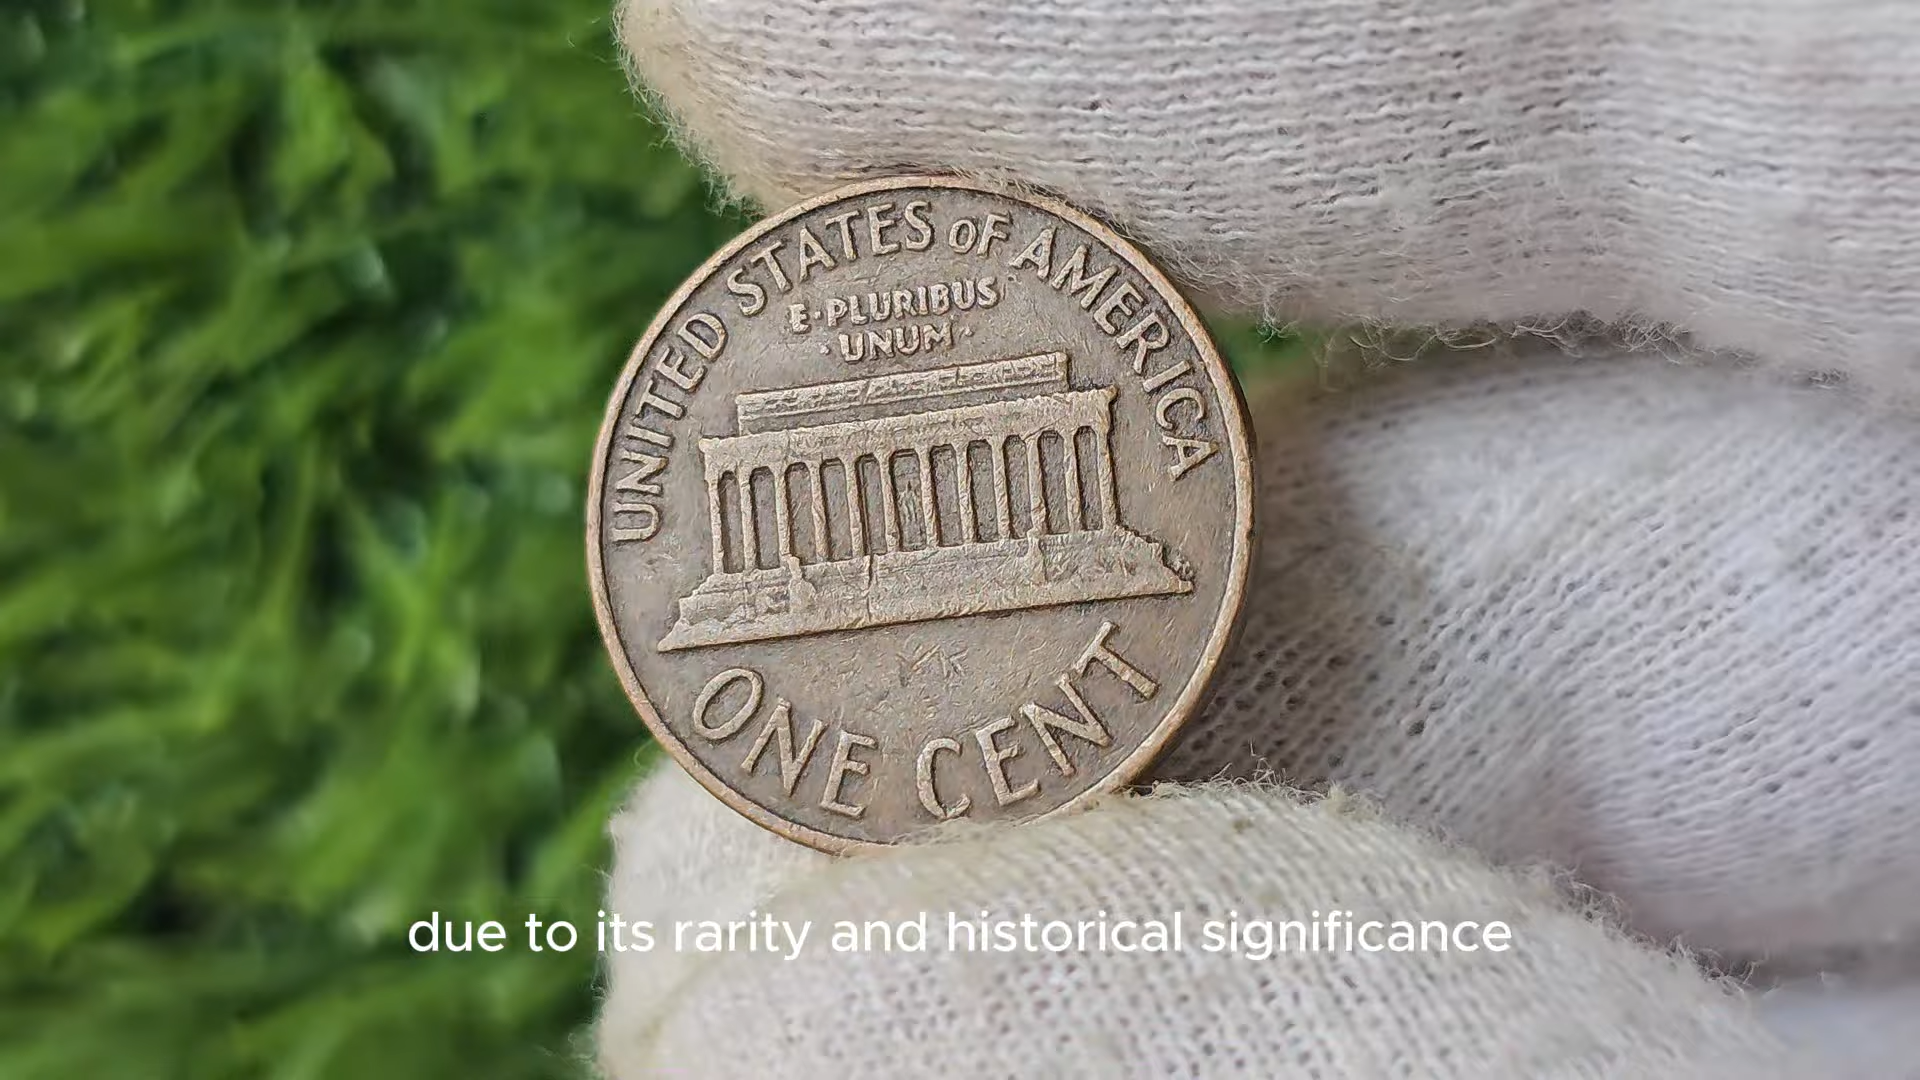 UNITED STATES OF AMERICA
E·PLURIBUS
·UNUM·
ONE CENT
due to its rarity and historical significance